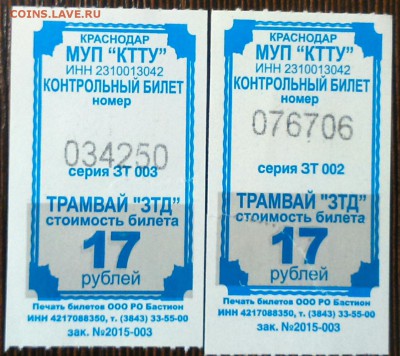 COINS.LAVE.RU
КРАСНОДАР
МУП "КТТУ"
ИНН 2310013042
КОНТРОЛЬНЫЙ БИЛЕТ
номер
034250
серия ЗТ 003
ТРАМВАЙ "ЗТД"
стоимость билета
17
рублей
Печать билетов ООО РО Бастион
ИНН 4217088350, т. (3843) 33-55-00
зак. №2015-003
КРАСНОДАР
МУП "КТТУ"
ИНН 2310013042
КОНТРОЛЬНЫЙ БИЛЕТ
номер
076706
серия ЗТ 002
ТРАМВАЙ "ЗТД"
стоимость билета
17
рублей
Печать билетов ООО РО Бастион
ИНН 4217088350, т. (3843) 33-55-00
зак. №2015-003